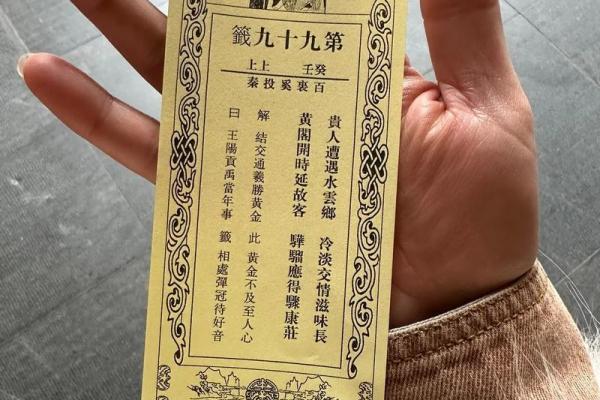 第九十九籤
癸壬 上上
百裏奚投秦
貴人遭遇水雲鄉 冷淡交情滋味長
黃閣開時延故客 驊騮應得驟康莊
解 結交通義勝黃金 此 黃金不及至人心
曰 王陽貢禹當年事 籤 相處彈冠待好音